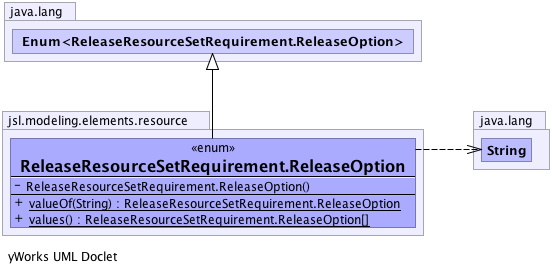 java.lang
Enum<ReleaseResourceSetRequirement.ReleaseOption>
jsl.modeling.elements.resource
«enum»
ReleaseResourceSetRequirement.ReleaseOption
- ReleaseResourceSetRequirement.ReleaseOption()
+ valueOf(String) : ReleaseResourceSetRequirement.ReleaseOption
+ values() : ReleaseResourceSetRequirement.ReleaseOption[]
java.lang
String
yWorks UML Doclet